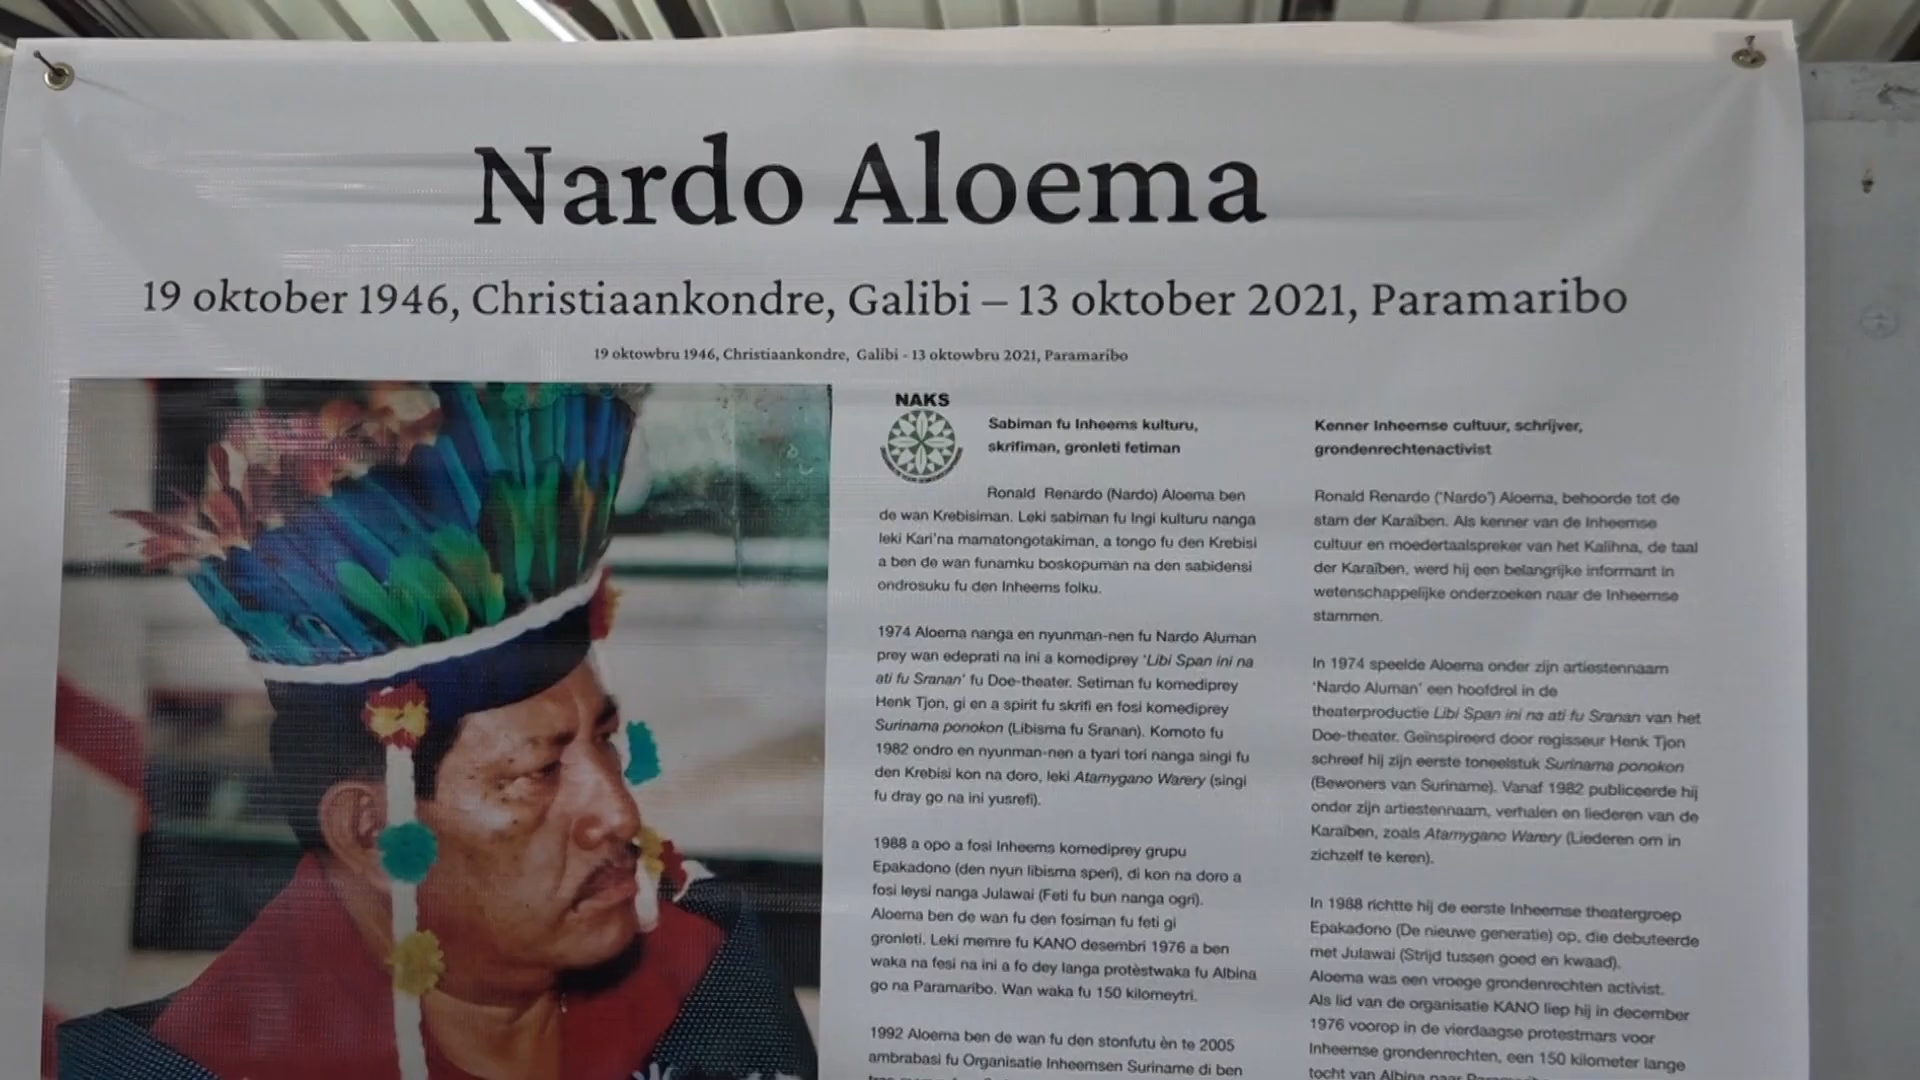 Nardo Aloema
19 oktober 1946, Christiaankondre, Galibi – 13 oktober 2021, Paramaribo
19 oktowbru 1946, Christiaankondre, Galibi - 13 oktowbru 2021, Paramaribo
NAKS
Sabiman fu Inheems kulturu,
skrifiman, gronleti fetiman
Ronald Renardo (Nardo) Aloema ben
de wan Krebisiman. Leki sabiman fu Ingi kulturu nanga
leki Kari'na mamatongotakiman, a tongo fu den Krebisi
a ben de wan funamku boskopuman na den sabidensi
ondrosuku fu den Inheems folku.
1974 Aloema nanga en nyunman-nen fu Nardo Aluman
prey wan edeprati na ini a komediprey 'Libi Span ini na
ati fu Sranan' fu Doe-theater. Setiman fu komediprey
Henk Tjon, gi en a spirit fu skrifi en fosi komediprey
Surinama ponokon (Libisma fu Sranan). Komoto fu
1982 ondro en nyunman-nen a tyari tori nanga singi fu
den Krebisi kon na doro, leki Atamygano Warery (singi
fu dray go na ini yusrefi).
1988 a opo a fosi Inheems komediprey grupu
Epakadono (den nyun libisma speri), di kon na doro a
fosi leysi nanga Julawai (Feti fu bun nanga ogri).
Aloema ben de wan fu den fosiman fu feti gi
gronleti. Leki memre fu KANO desembri 1976 a ben
waka na fesi na ini a fo dey langa protèstwaka fu Albina
go na Paramaribo. Wan waka fu 150 kilomeytri.
1992 Aloema ben de wan fu den stonfutu èn te 2005
ambrabasi fu Organisatie Inheemsen Suriname di ben
Kenner Inheemse cultuur, schrijver,
grondenrechtenactivist
Ronald Renardo ('Nardo') Aloema, behoorde tot de
stam der Karaïben. Als kenner van de Inheemse
cultuur en moedertaalspreker van het Kalihna, de taal
der Karaïben, werd hij een belangrijke informant in
wetenschappelijke onderzoeken naar de Inheemse
stammen.
In 1974 speelde Aloema onder zijn artiestennaam
'Nardo Aluman' een hoofdrol in de
theaterproductie Libi Span ini na ati fu Sranan van het
Doe-theater. Geïnspireerd door regisseur Henk Tjon
schreef hij zijn eerste toneelstuk Surinama ponokon
(Bewoners van Suriname). Vanaf 1982 publiceerde hij
onder zijn artiestennaam, verhalen en liederen van de
Karaïben, zoals Atamygano Warery (Liederen om in
zichzelf te keren).
In 1988 richtte hij de eerste Inheemse theatergroep
Epakadono (De nieuwe generatie) op, die debuteerde
met Julawai (Strijd tussen goed en kwaad).
Aloema was een vroege grondenrechten activist.
Als lid van de organisatie KANO liep hij in december
1976 voorop in de vierdaagse protestmars voor
Inheemse grondenrechten, een 150 kilometer lange
tocht van Albina naar